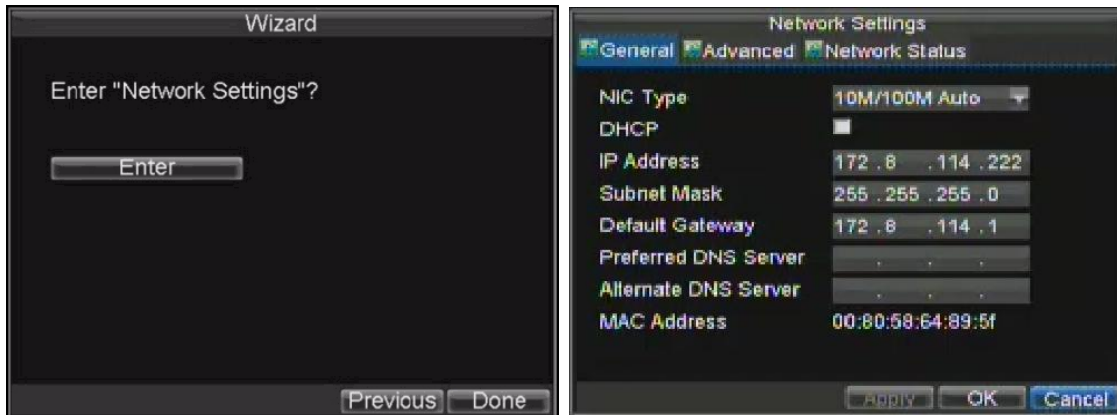 Wizard
Enter "Network Settings"?
Enter
Previous Done
Network Settings
General Advanced Network Status
NIC Type 10M/100M Auto
DHCP
IP Address 172 .8 .114 .222
Subnet Mask 255 .255 .255 .0
Default Gateway 172 .8 .114 .1
Preferred DNS Server . . .
Alternate DNS Server . . .
MAC Address 00:80:58:64:89:5f
Apply OK Cancel